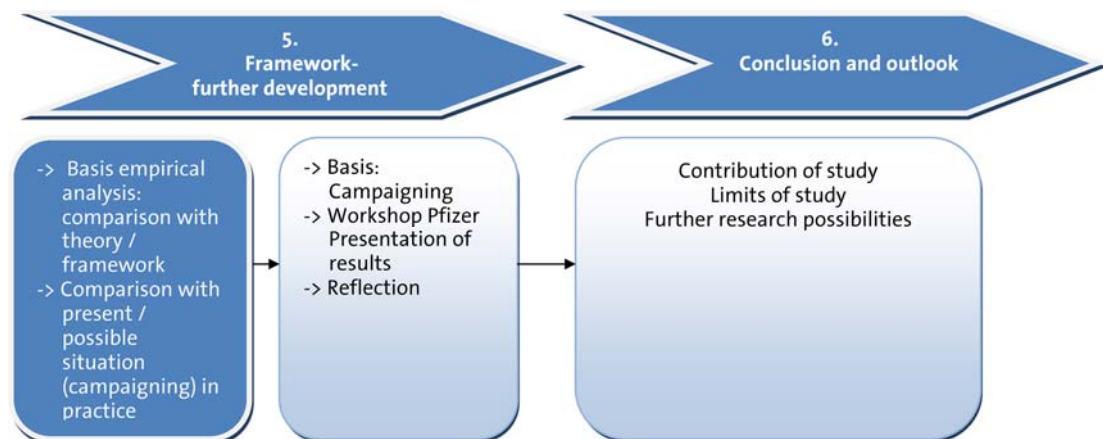 5.
Framework-
further development
6.
Conclusion and outlook
-> Basis empirical
analysis:
comparison with
theory /
framework
-> Comparison with
present /
possible
situation
(campaigning) in
practice
-> Basis:
Campaigning
-> Workshop Pfizer
Presentation of
results
-> Reflection
Contribution of study
Limits of study
Further research possibilities